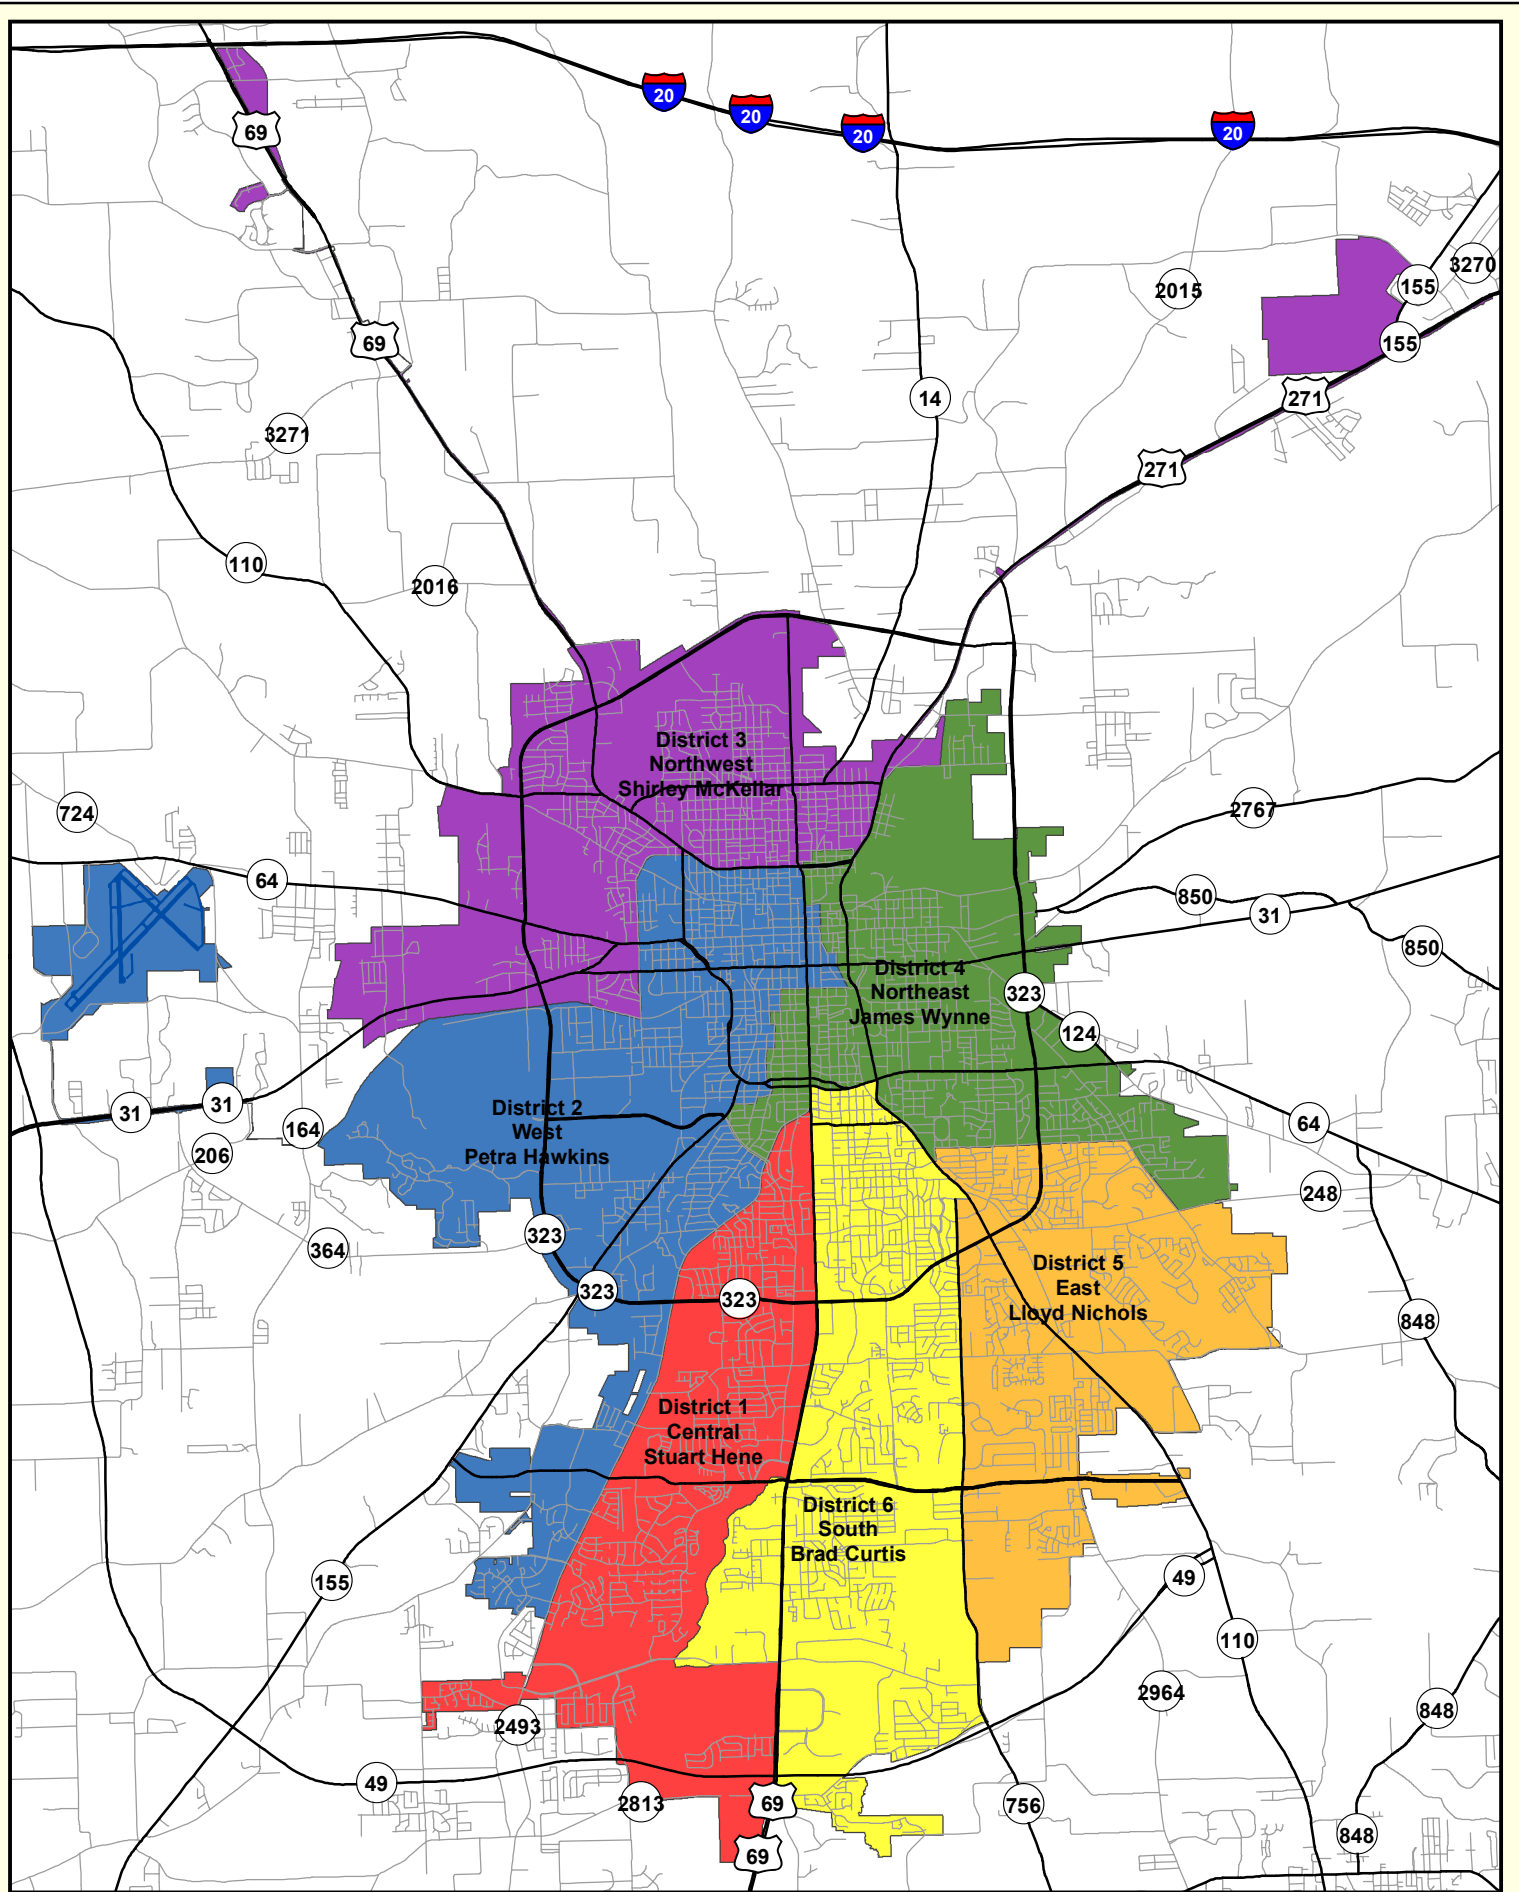 20
20
20
20
69
3270
155
2015
155
69
271
14
3271
271
110
2016
District 3
Northwest
Shirley McKellar
724
2767
64
850
31
850
District 4
Northeast
James Wynne
323
124
31
31
164
206
District 2
West
Petra Hawkins
64
248
323
364
323
323
District 5
East
Lloyd Nichols
848
District 1
Central
Stuart Hene
District 6
South
Brad Curtis
155
49
110
2964
848
2493
49
2813
69
756
848
69